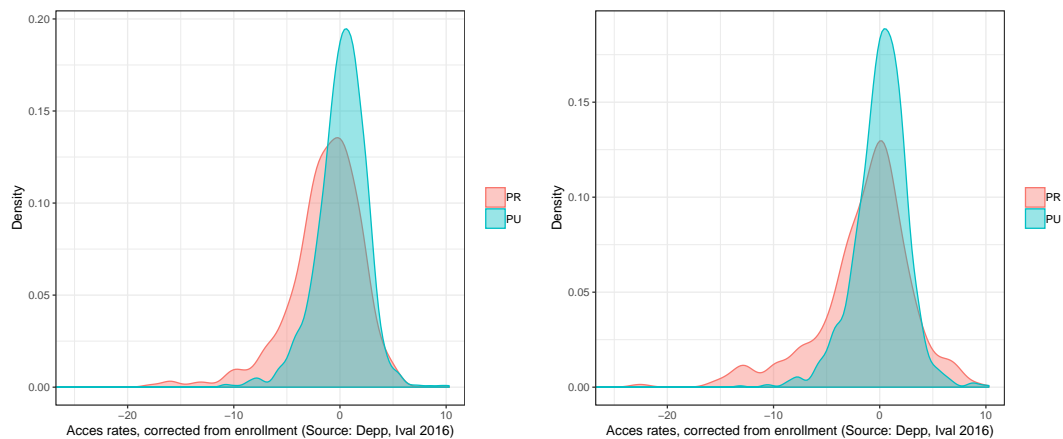 0.20
0.15
0.10
0.05
0.00
Density
−20
−10
0
10
Acces rates, corrected from enrollment (Source: Depp, Ival 2016)
PR
PU
0.15
0.10
0.05
0.00
Density
−20
−10
0
10
Acces rates, corrected from enrollment (Source: Depp, Ival 2016)
PR
PU